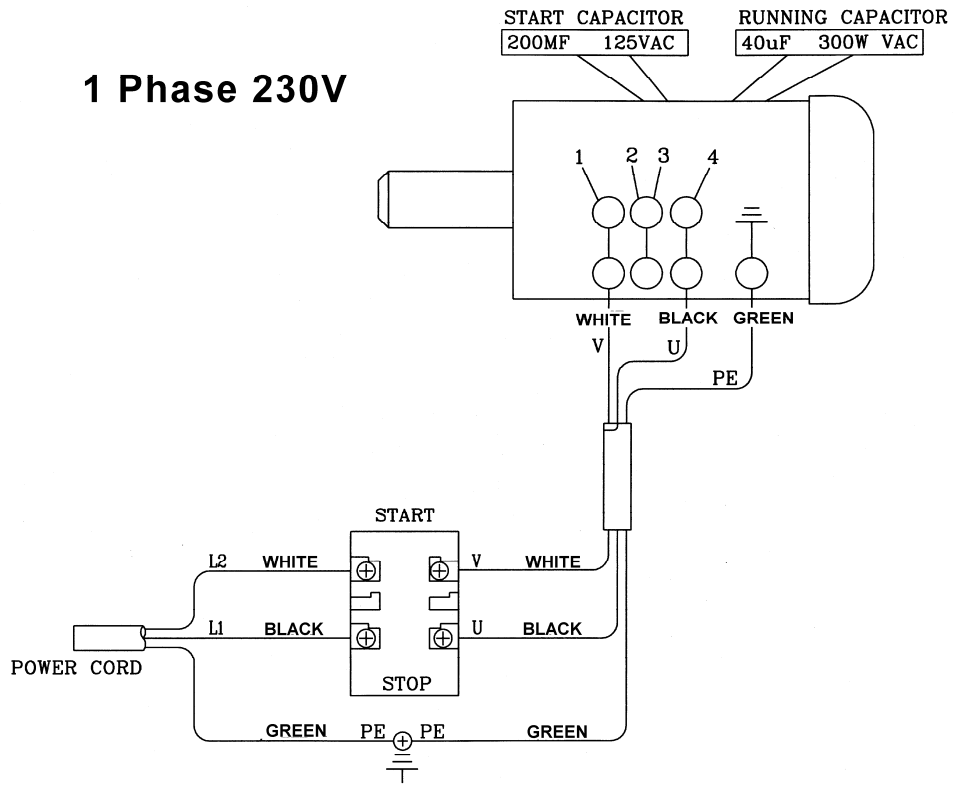 START CAPACITOR RUNNING CAPACITOR
200MF 125VAC 40uF 300W VAC
1 Phase 230V
1 2 3 4
WHITE BLACK GREEN
V U
PE
START
L2 WHITE V WHITE
L1 BLACK U BLACK
POWER CORD
STOP
GREEN PE PE GREEN